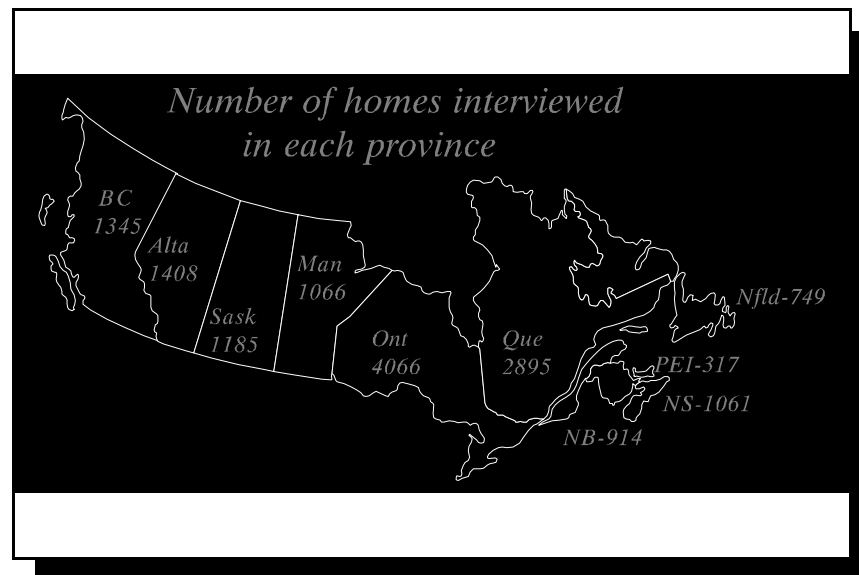 Number of homes interviewed
in each province
BC
1345
Alta
1408
Sask
1185
Man
1066
Ont
4066
Que
2895
Nfld-749
PEI-317
NS-1061
NB-914